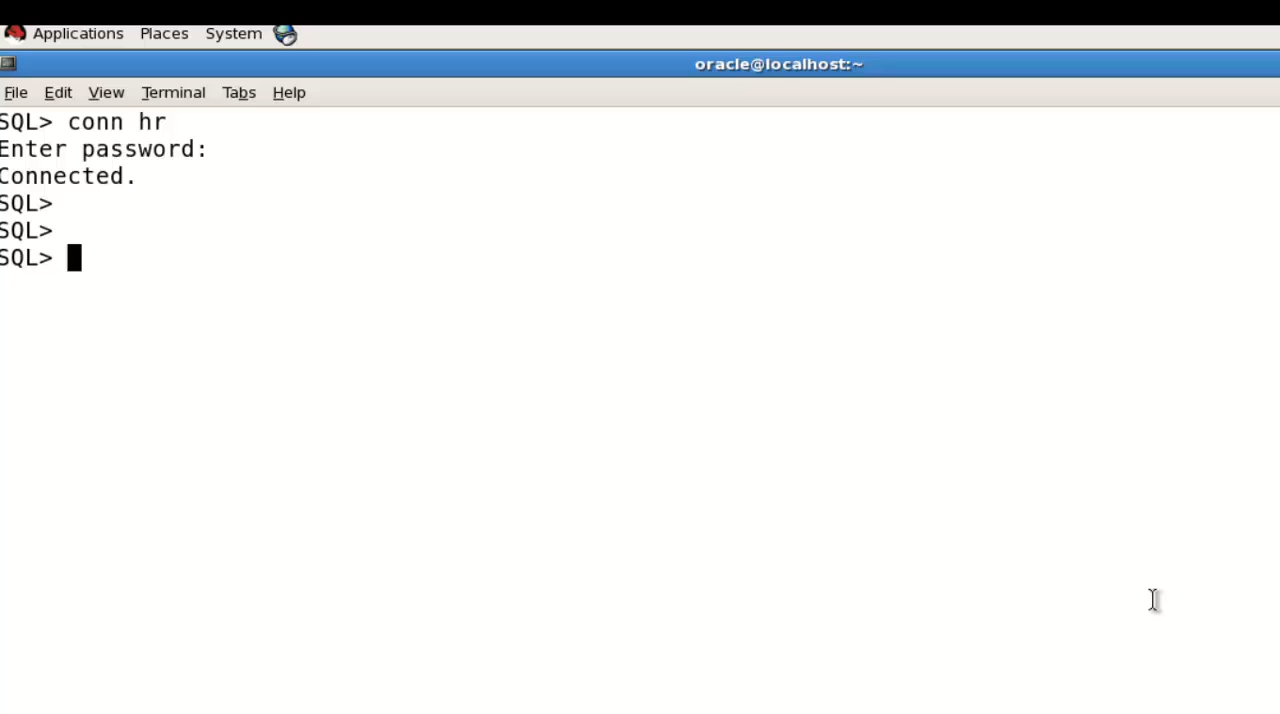 Applications Places System
oracle@localhost:~
File Edit View Terminal Tabs Help
SQL> conn hr
Enter password:
Connected.
SQL>
SQL>
SQL>